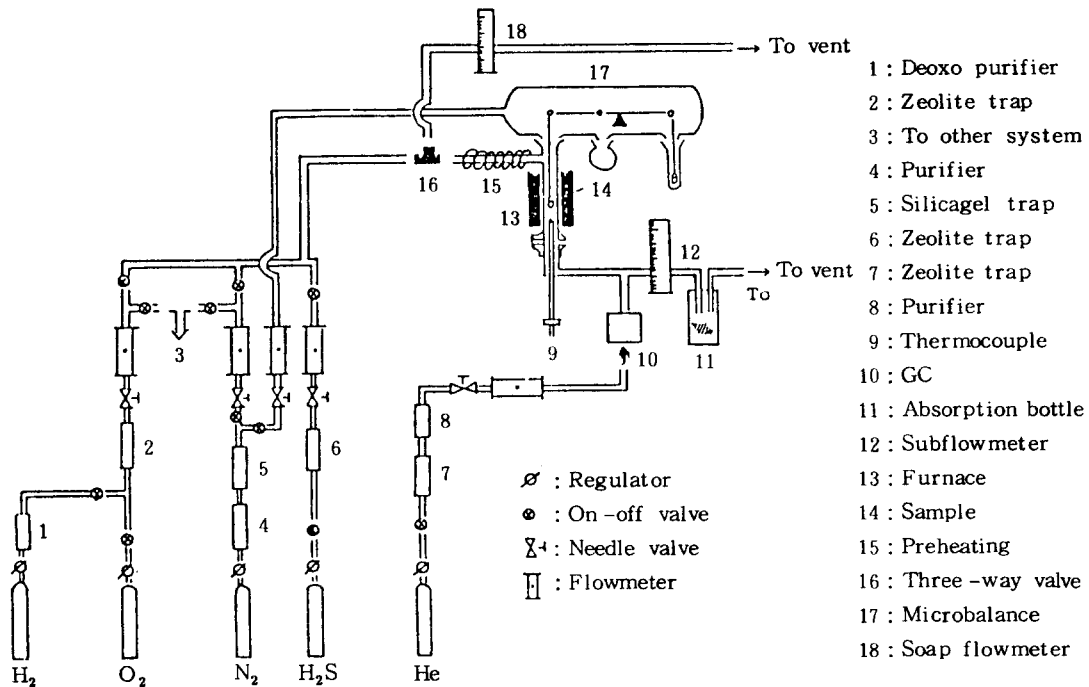 18
To vent
17
16
15
14
13
12
To vent
To
3
9
10
11
2
5
6
8
7
1
4
H₂
O₂
N₂
H₂S
He
: Regulator
: On-off valve
: Needle valve
: Flowmeter
1 : Deoxo purifier
2 : Zeolite trap
3 : To other system
4 : Purifier
5 : Silicagel trap
6 : Zeolite trap
7 : Zeolite trap
8 : Purifier
9 : Thermocouple
10 : GC
11 : Absorption bottle
12 : Subflowmeter
13 : Furnace
14 : Sample
15 : Preheating
16 : Three-way valve
17 : Microbalance
18 : Soap flowmeter